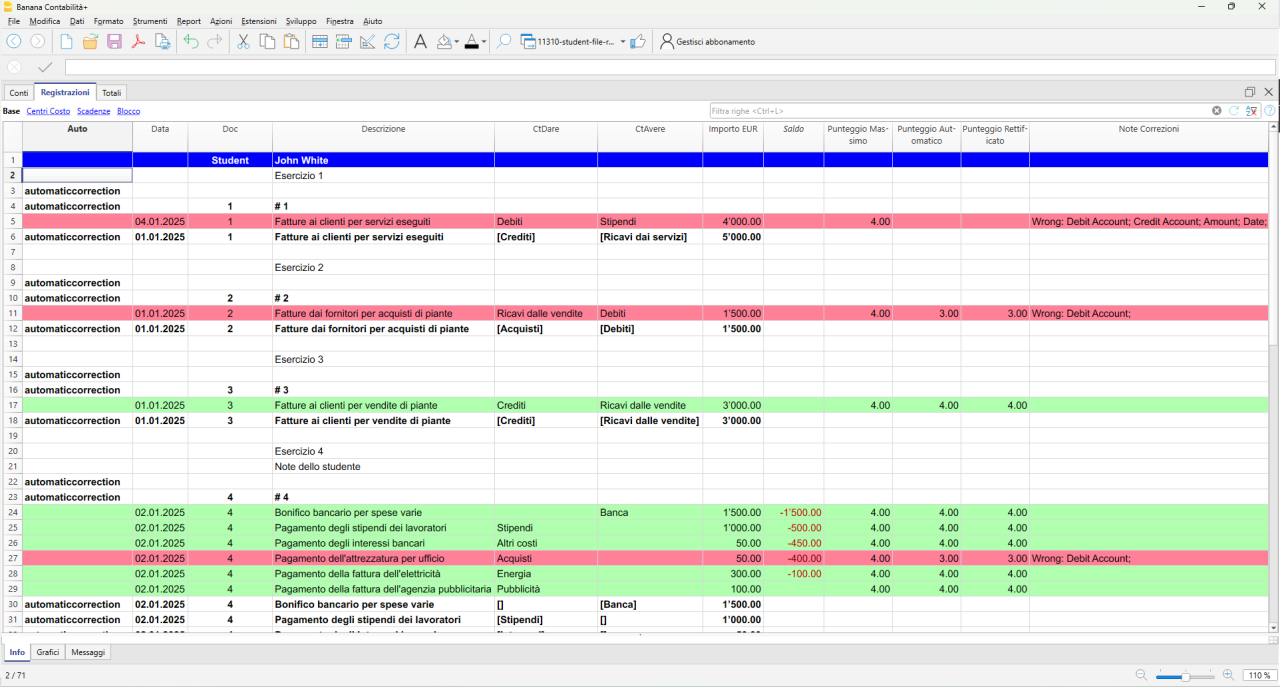 Banana Contabilità+
File Modifica Dati Formato Strumenti Report Azioni Estensioni Sviluppo Finestra Aiuto
11310-student-file-r... Gestisci abbonamento
Conti Registrazioni Totali
Base Centri Costo Scadenze Blocco Filtra righe <Ctrl+L>
Auto Data Doc Descrizione CtDare CtAvere Importo EUR Saldo Punteggio Mas-simo Punteggio Aut-omatico Punteggio Rettif-icato Note Correzioni
1 Student John White
2 Esercizio 1
3 automaticcorrection
4 automaticcorrection 1 # 1
5 04.01.2025 1 Fatture ai clienti per servizi eseguiti Debiti Stipendi 4'000.00 4.00 Wrong: Debit Account; Credit Account; Amount; Date;
6 automaticcorrection 01.01.2025 1 Fatture ai clienti per servizi eseguiti [Crediti] [Ricavi dai servizi] 5'000.00
7
8 Esercizio 2
9 automaticcorrection
10 automaticcorrection 2 # 2
11 01.01.2025 2 Fatture dai fornitori per acquisti di piante Ricavi dalle vendite Debiti 1'500.00 4.00 3.00 3.00 Wrong: Debit Account;
12 automaticcorrection 01.01.2025 2 Fatture dai fornitori per acquisti di piante [Acquisti] [Debiti] 1'500.00
13
14 Esercizio 3
15 automaticcorrection
16 automaticcorrection 3 # 3
17 01.01.2025 3 Fatture ai clienti per vendite di piante Crediti Ricavi dalle vendite 3'000.00 4.00 4.00 4.00
18 automaticcorrection 01.01.2025 3 Fatture ai clienti per vendite di piante [Crediti] [Ricavi dalle vendite] 3'000.00
19
20 Esercizio 4
21 Note dello studente
22 automaticcorrection
23 automaticcorrection 4 # 4
24 02.01.2025 4 Bonifico bancario per spese varie Banca 1'500.00 -1'500.00 4.00 4.00 4.00
25 02.01.2025 4 Pagamento degli stipendi dei lavoratori Stipendi 1'000.00 -500.00 4.00 4.00 4.00
26 02.01.2025 4 Pagamento degli interessi bancari Altri costi 50.00 -450.00 4.00 4.00 4.00
27 02.01.2025 4 Pagamento dell'attrezzatura per ufficio Acquisti 50.00 -400.00 4.00 3.00 3.00 Wrong: Debit Account;
28 02.01.2025 4 Pagamento della fattura dell'elettricità Energia 300.00 -100.00 4.00 4.00 4.00
29 02.01.2025 4 Pagamento della fattura dell'agenzia pubblicitaria Pubblicità 100.00 4.00 4.00 4.00
30 automaticcorrection 02.01.2025 4 Bonifico bancario per spese varie [] [Banca] 1'500.00
31 automaticcorrection 02.01.2025 4 Pagamento degli stipendi dei lavoratori [Stipendi] [] 1'000.00
Info Grafici Messaggi
2 / 71 110 %